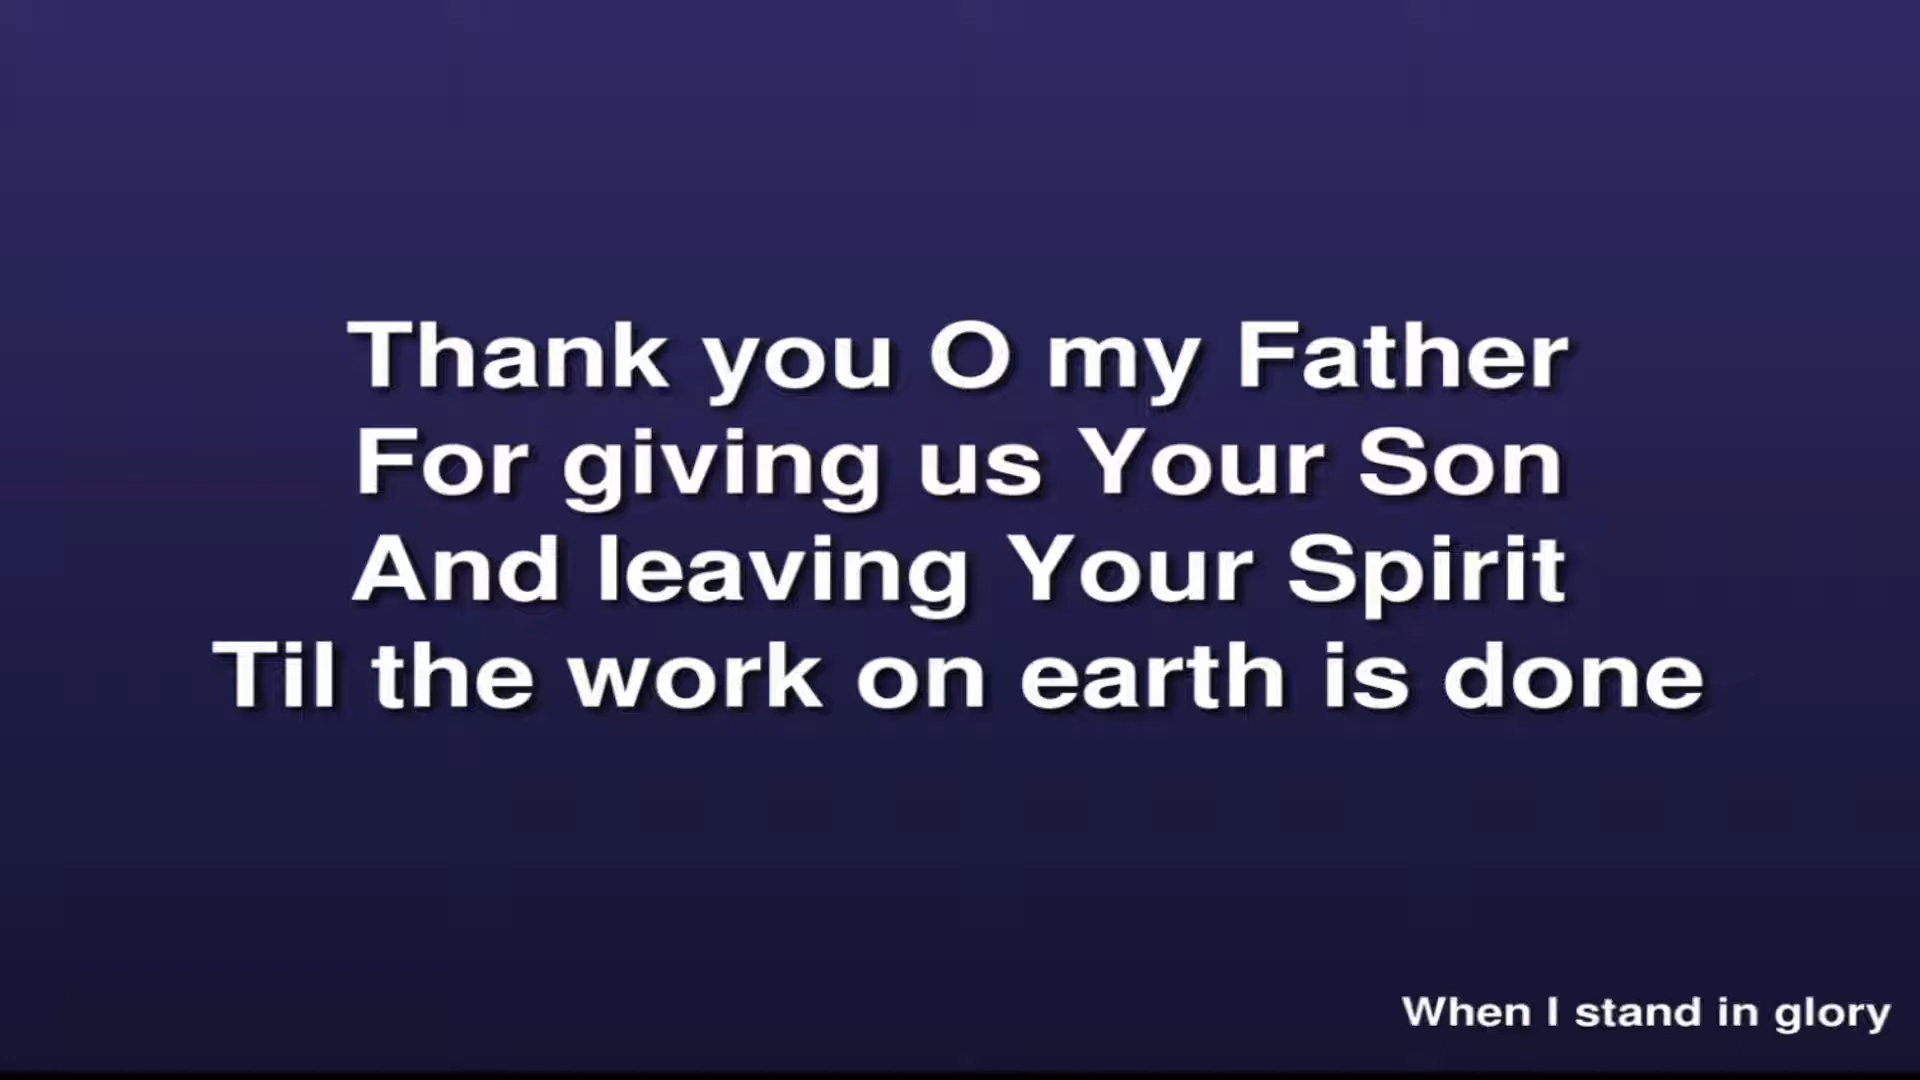 Thank you O my Father
For giving us Your Son
And leaving Your Spirit
Til the work on earth is done
When I stand in glory